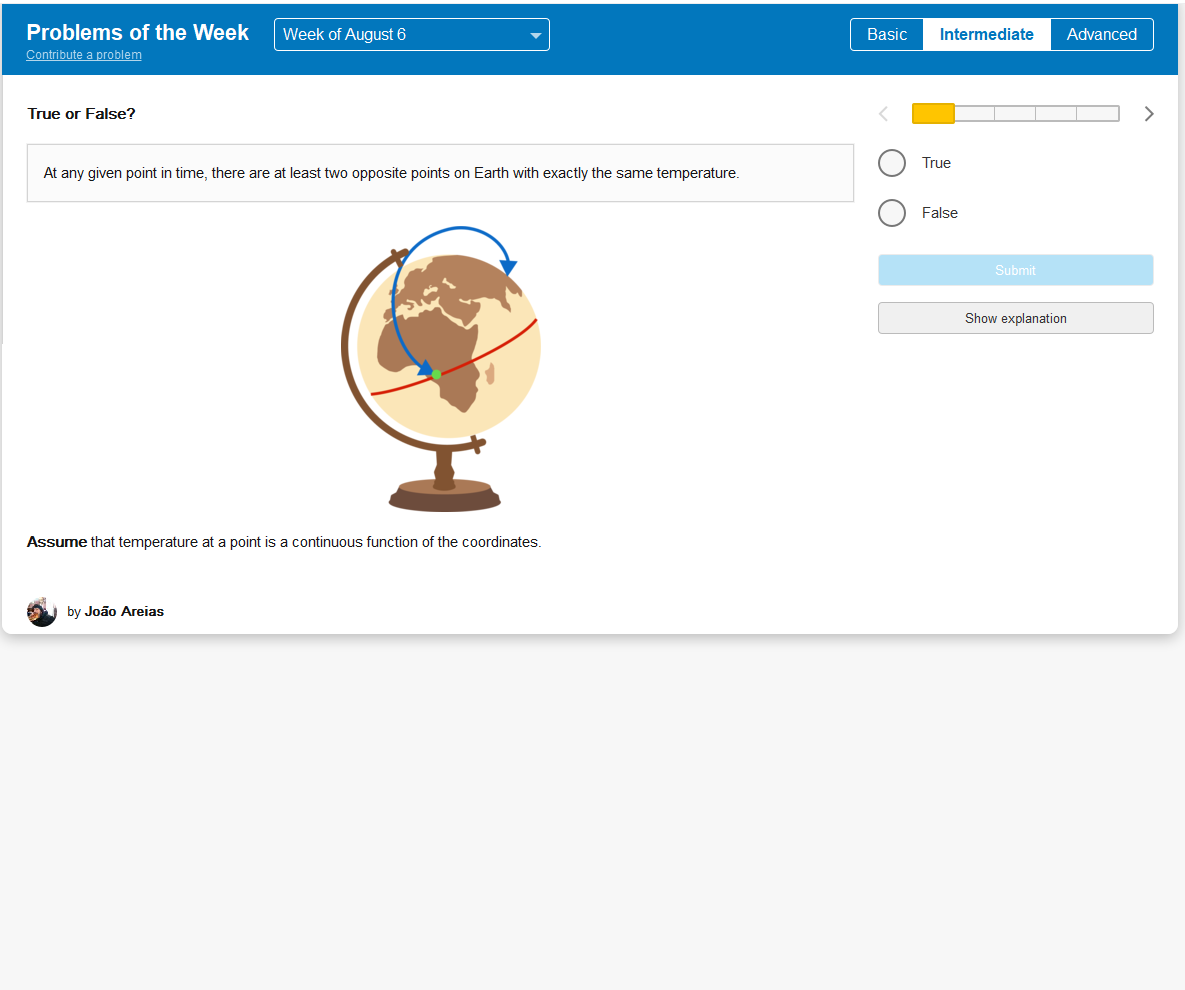 Problems of the Week
Contribute a problem
Week of August 6
Basic
Intermediate
Advanced
True or False?
At any given point in time, there are at least two opposite points on Earth with exactly the same temperature.
True
False
Submit
Show explanation
Assume that temperature at a point is a continuous function of the coordinates.
by João Areias